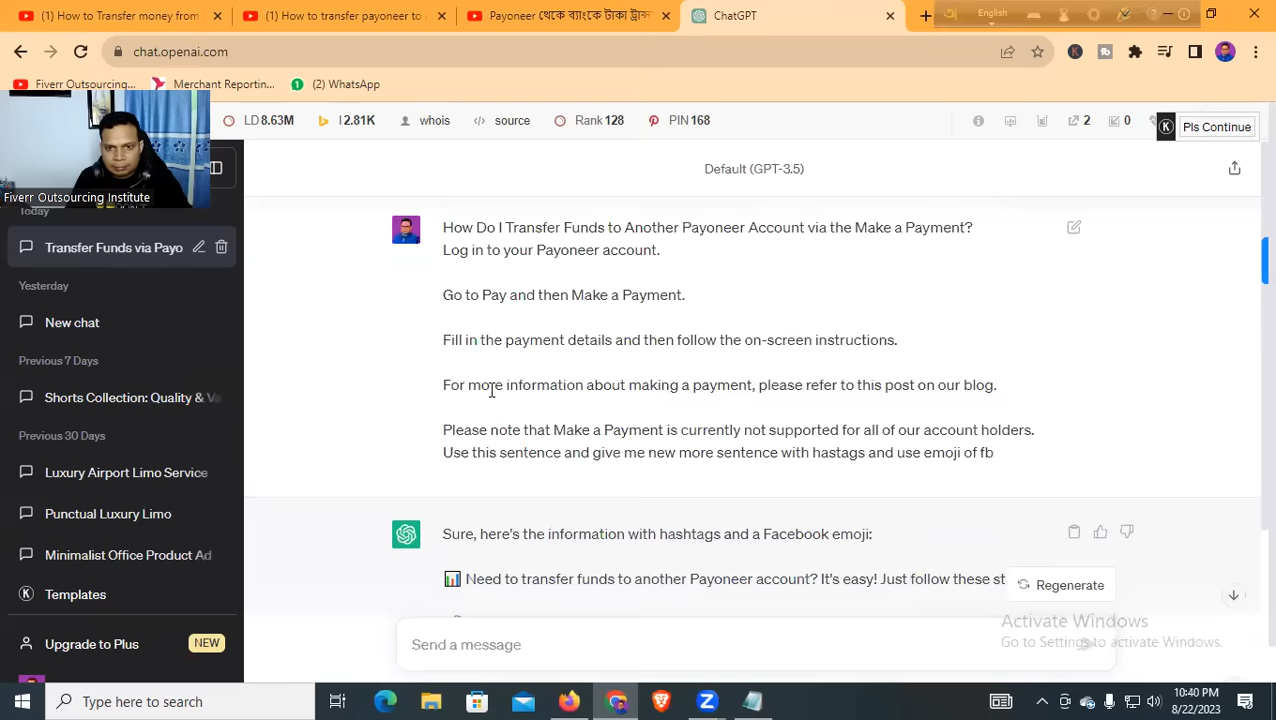 (1) How to Transfer money from
(1) How to transfer payoneer to
Payoneer থেকে ব্যাংকে টাকা ট্রান্স
ChatGPT
English
chat.openai.com
Fiverr Outsourcing...
Merchant Reportin...
(2) WhatsApp
LD 8.63M
I 2.81K
whois
source
Rank 128
PIN 168
2
0
Pls Continue
Default (GPT-3.5)
Fiverr Outsourcing Institute
Today
Transfer Funds via Payo
Yesterday
New chat
Previous 7 Days
Shorts Collection: Quality & V
Previous 30 Days
Luxury Airport Limo Service
Punctual Luxury Limo
Minimalist Office Product Ad
Templates
Upgrade to Plus
NEW
How Do I Transfer Funds to Another Payoneer Account via the Make a Payment?
Log in to your Payoneer account.
Go to Pay and then Make a Payment.
Fill in the payment details and then follow the on-screen instructions.
For more information about making a payment, please refer to this post on our blog.
Please note that Make a Payment is currently not supported for all of our account holders.
Use this sentence and give me new more sentence with hastags and use emoji of fb
Sure, here's the information with hashtags and a Facebook emoji:
Need to transfer funds to another Payoneer account? It's easy! Just follow these st
Regenerate
Send a message
Activate Windows
Go to Settings to activate Windows.
Type here to search
10:40 PM
8/22/2023